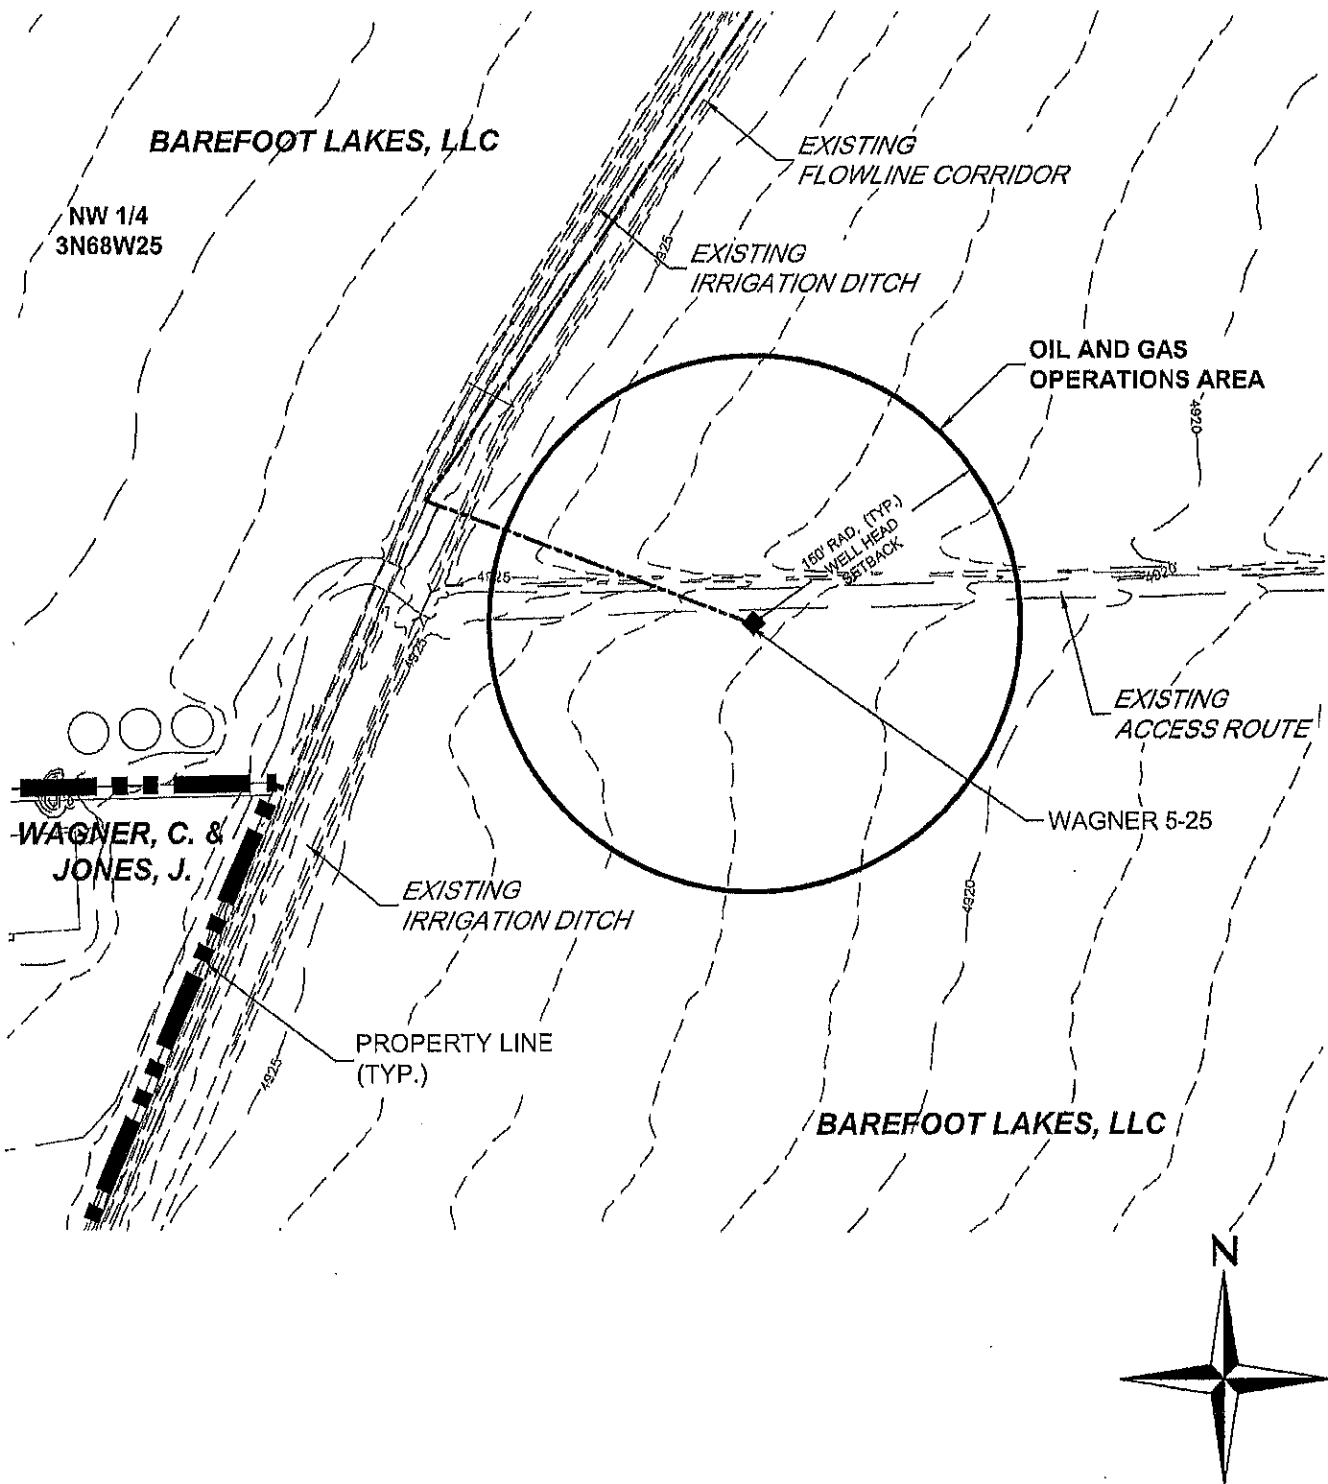 BAREFOOT LAKES, LLC
EXISTING
FLOWLINE CORRIDOR
NW 1/4
3N68W25
4925
EXISTING
IRRIGATION DITCH
OIL AND GAS
OPERATIONS AREA
4920
150' RAD. (TYP.)
WELL HEAD
SETBACK
4925
4920
4925
EXISTING
ACCESS ROUTE
WAGNER 5-25
WAGNER, C. &
JONES, J.
EXISTING
IRRIGATION DITCH
4920
PROPERTY LINE
(TYP.)
4925
BAREFOOT LAKES, LLC
N